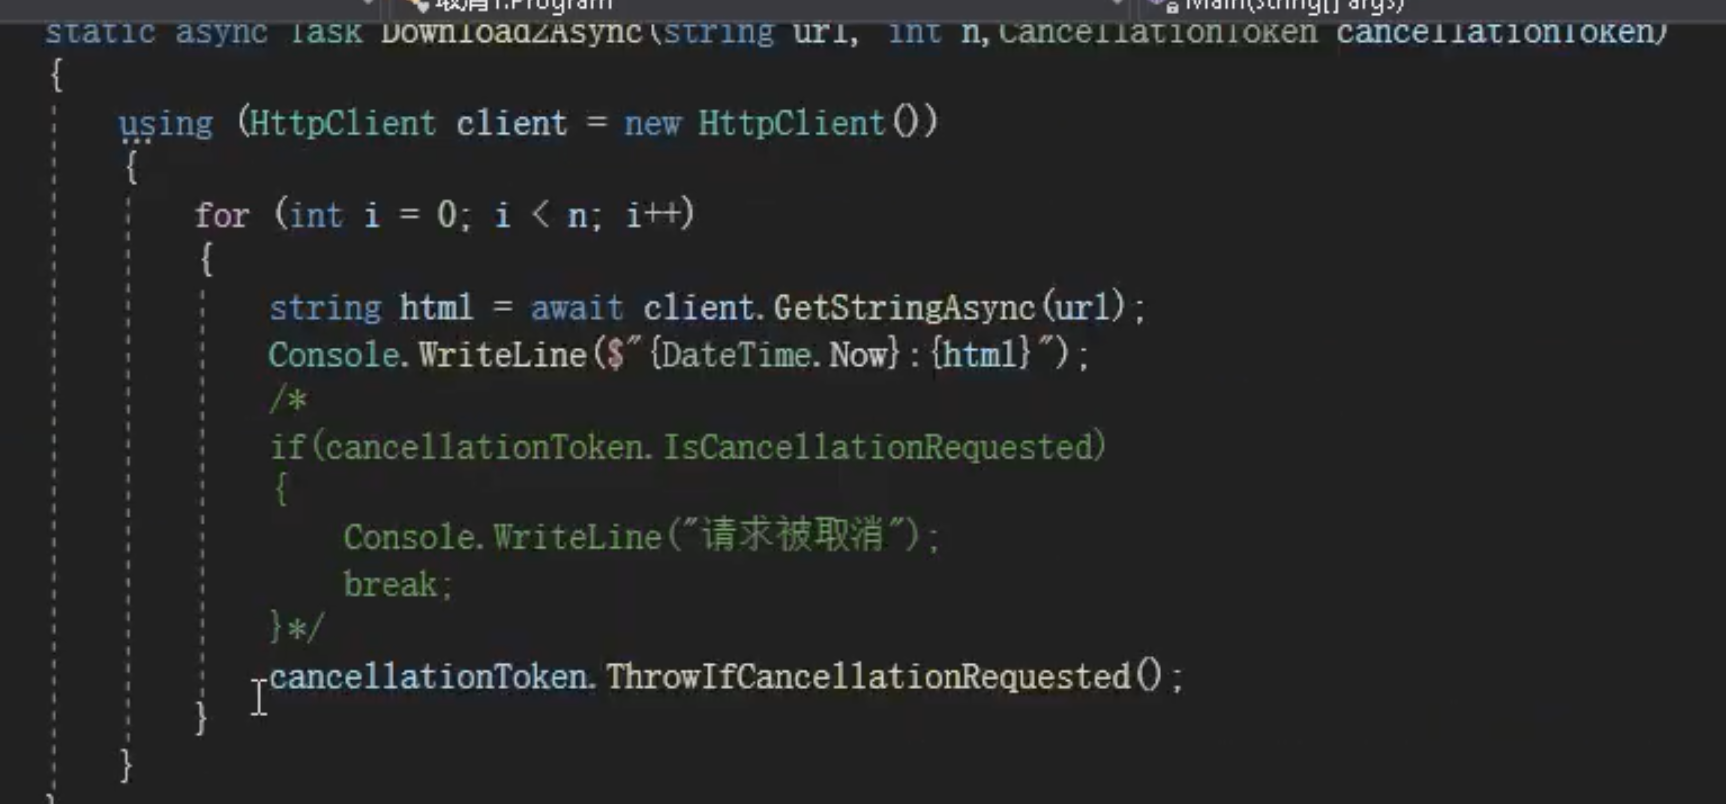 取消1.Program Main(string[] args)
static async Task Download2Async(string url, int n,CancellationToken cancellationToken)
{
using (HttpClient client = new HttpClient())
{
for (int i = 0; i < n; i++)
{
string html = await client.GetStringAsync(url);
Console.WriteLine($"{DateTime.Now}:{html}");
/*
if(cancellationToken.IsCancellationRequested)
{
Console.WriteLine("请求被取消");
break;
}*/
cancellationToken.ThrowIfCancellationRequested();
}
}
}